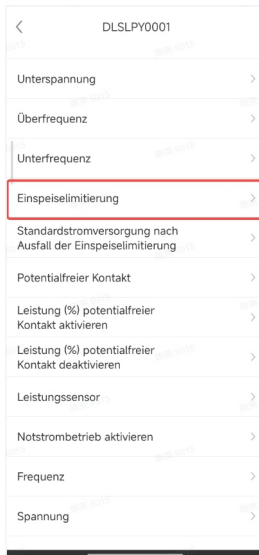 DLSLPY0001
Unterspannung
Überfrequenz
Unterfrequenz
Einspeiselimitierung
Standardstromversorgung nach
Ausfall der Einspeiselimitierung
Potentialfreier Kontakt
Leistung (%) potentialfreier
Kontakt aktivieren
Leistung (%) potentialfreier
Kontakt deaktivieren
Leistungssensor
Notstrombetrieb aktivieren
Frequenz
Spannung